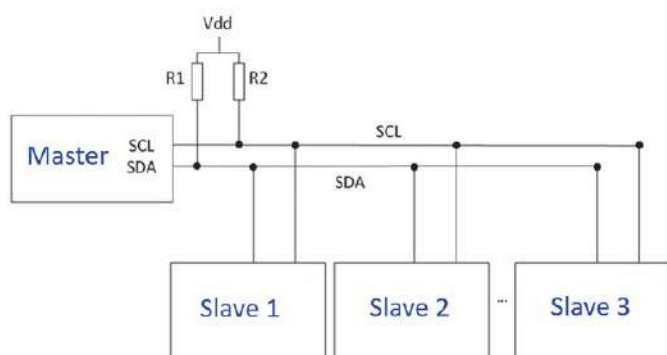 Vdd
R1
R2
SCL
SCL
Master
SDA
SDA
Slave 1
Slave 2
...
Slave 3